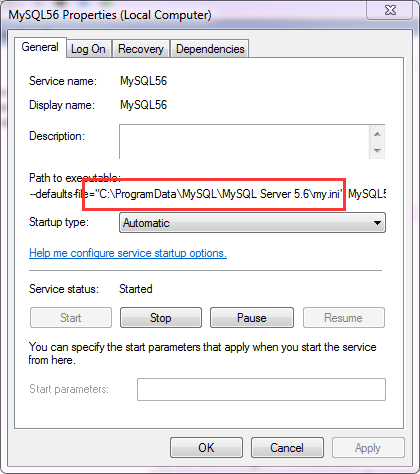 MySQL56 Properties (Local Computer)
General Log On Recovery Dependencies
Service name: MySQL56
Display name: MySQL56
Description:
Path to executable:
--defaults-file="C:\ProgramData\MySQL\MySQL Server 5.6\my.ini" MySQL5
Startup type: Automatic
Help me configure service startup options.
Service status: Started
Start Stop Pause Resume
You can specify the start parameters that apply when you start the service
from here.
Start parameters:
OK Cancel Apply